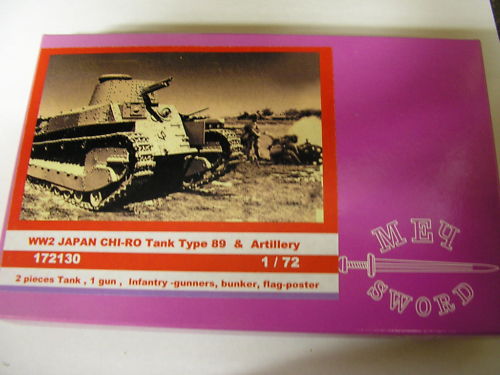 WW2 JAPAN CHI-RO Tank Type 89 & Artillery
172130 1 / 72
2 pieces Tank , 1 gun , Infantry -gunners, bunker, flag-poster
МЕЧ
SWORD